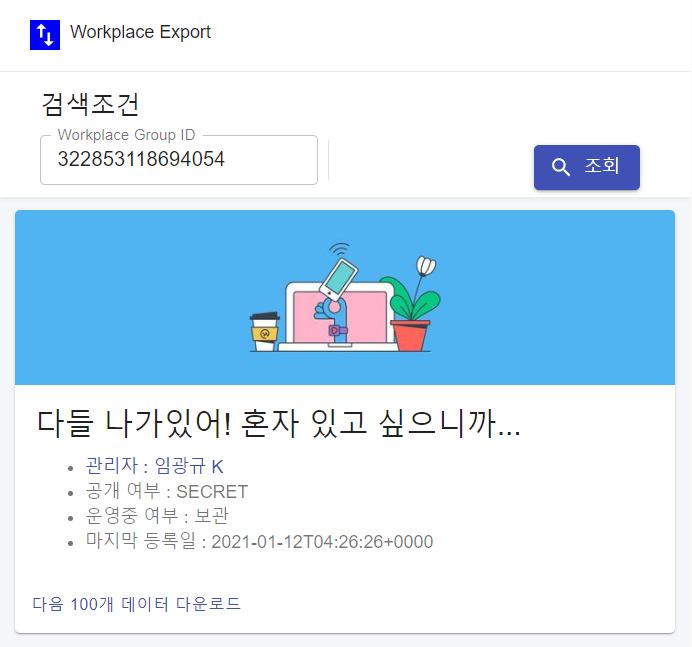 Workplace Export
검색조건
Workplace Group ID
322853118694054
조회
다들 나가있어! 혼자 있고 싶으니까...
관리자 : 임광규 K
공개 여부 : SECRET
운영중 여부 : 보관
마지막 등록일 : 2021-01-12T04:26:26+0000
다음 100개 데이터 다운로드